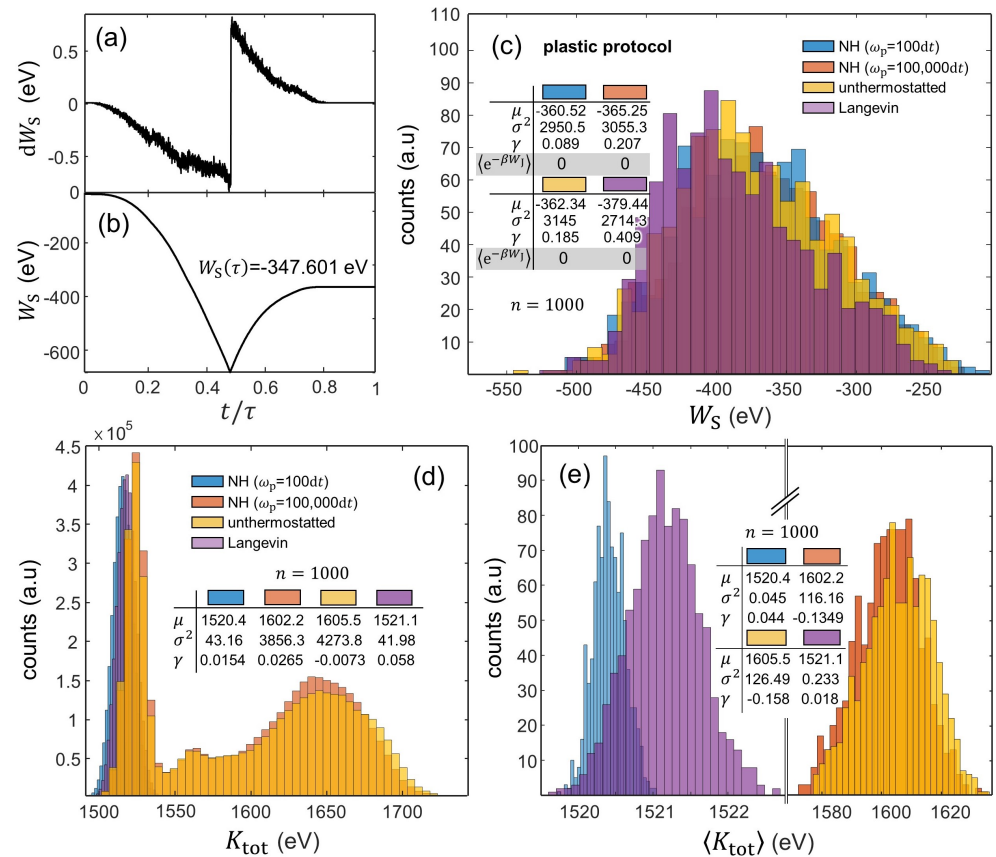 (a)
dW_S (eV)
0.5
0
-0.5
0
(b)
W_S (eV)
-200
-400
-600
W_S(τ)=-347.601 eV
0 0.2 0.4 0.6 0.8 1
t/τ
(c)
plastic protocol
counts (a.u)
110
100
90
80
70
60
50
40
30
20
10
NH (ω_p=100dt)
NH (ω_p=100,000dt)
unthermostatted
Langevin
μ -360.52 -365.25
σ² 2950.5 3055.3
γ 0.089 0.207
⟨e^{-βW_J}⟩ 0 0
μ -362.34 -379.44
σ² 3145 2714.3
γ 0.185 0.409
⟨e^{-βW_J}⟩ 0 0
n = 1000
-550 -500 -450 -400 -350 -300 -250
W_S (eV)
×10⁵
(d)
counts (a.u)
4.5
4
3.5
3
2.5
2
1.5
1
0.5
NH (ω_p=100dt)
NH (ω_p=100,000dt)
unthermostatted
Langevin
n = 1000
μ 1520.4 1602.2 1605.5 1521.1
σ² 43.16 3856.3 4273.8 41.98
γ 0.0154 0.0265 -0.0073 0.058
1500 1550 1600 1650 1700
K_tot (eV)
(e)
counts (a.u)
100
90
80
70
60
50
40
30
20
10
n = 1000
μ 1520.4 1602.2
σ² 0.045 116.16
γ 0.044 -0.1349
μ 1605.5 1521.1
σ² 126.49 0.233
γ -0.158 0.018
1520 1521 1522 1580 1600 1620
⟨K_tot⟩ (eV)